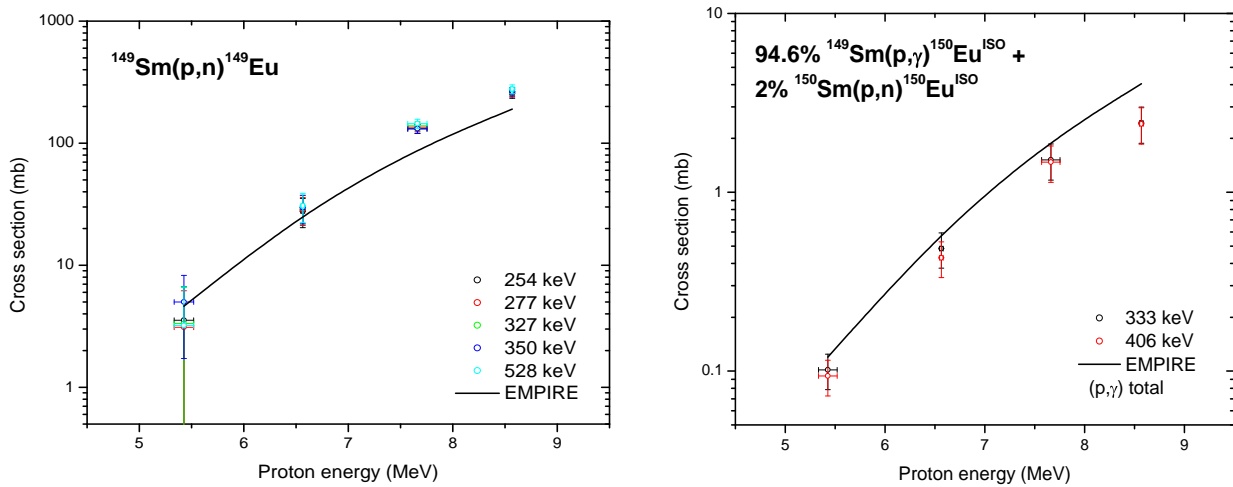 1000
100
10
1
Cross section (mb)
¹⁴⁹Sm(p,n)¹⁴⁹Eu
254 keV
277 keV
327 keV
350 keV
528 keV
EMPIRE
5 6 7 8 9
Proton energy (MeV)
10
1
0.1
Cross section (mb)
94.6% ¹⁴⁹Sm(p,γ)¹⁵⁰Euᴵˢᴼ +
2% ¹⁵⁰Sm(p,n)¹⁵⁰Euᴵˢᴼ
333 keV
406 keV
EMPIRE
(p,γ) total
5 6 7 8 9
Proton energy (MeV)